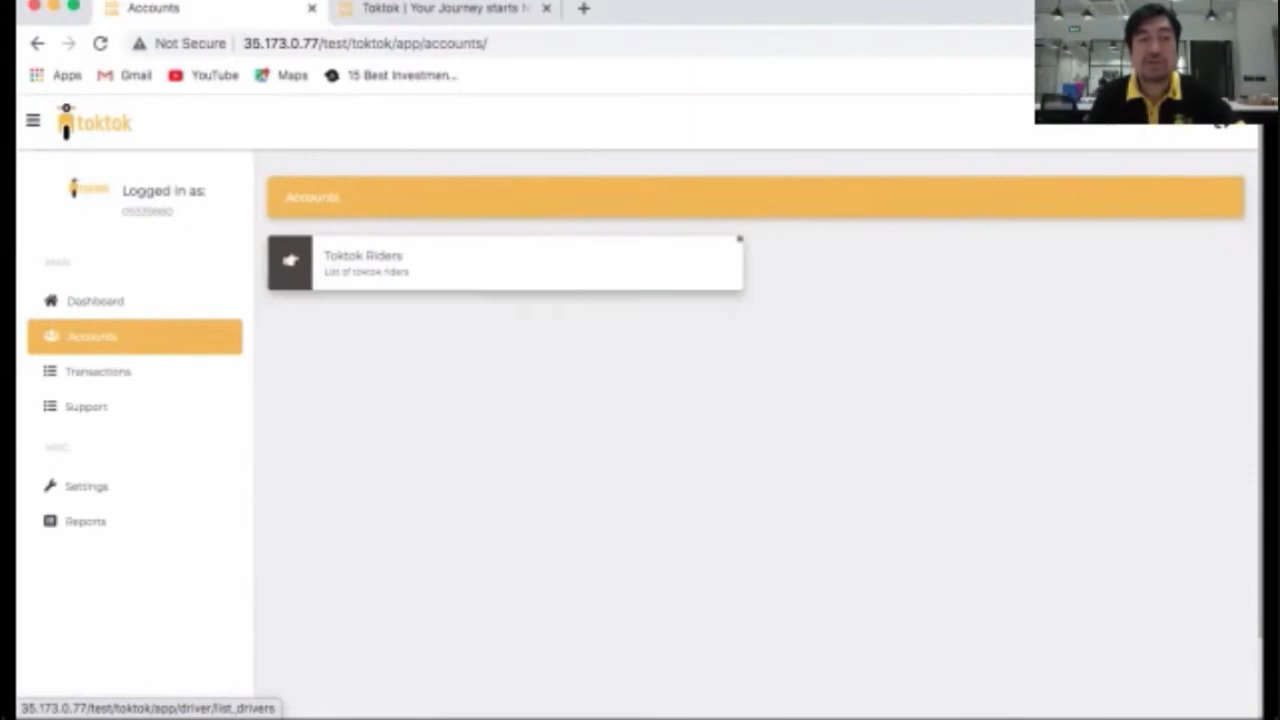 Accounts
Toktok | Your Journey starts
Not Secure
35.173.0.77/test/toktok/app/accounts/
Apps
Gmail
YouTube
Maps
15 Best Investmen...
toktok
Logged in as:
MAIN
Dashboard
Accounts
Transactions
Support
MISC
Settings
Reports
Accounts
Toktok Riders
List of toktok riders
35.173.0.77/test/toktok/app/driver/list_drivers